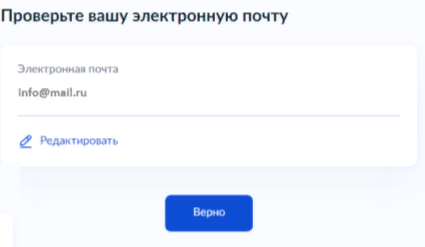 Проверьте вашу электронную почту
Электронная почта
info@mail.ru
Редактировать
Верно